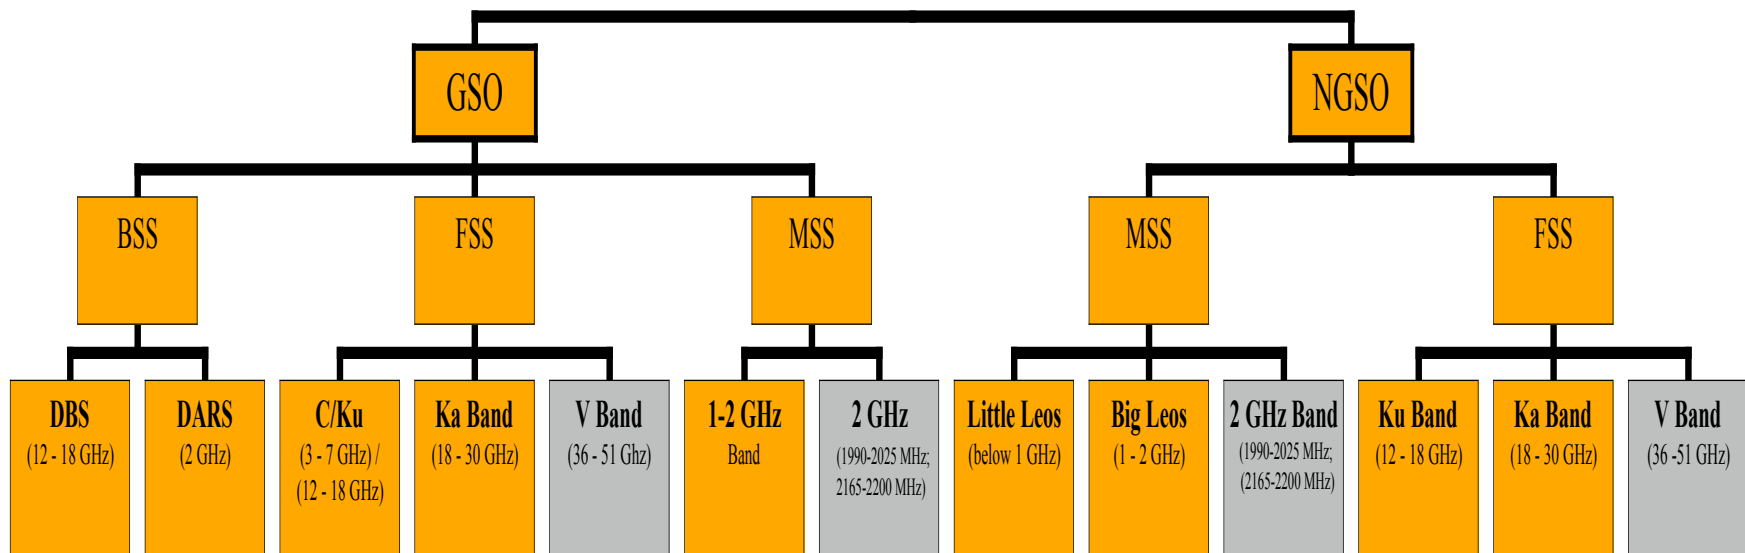 GSO
NGSO
BSS
FSS
MSS
MSS
FSS
DBS
(12 - 18 GHz)
DARS
(2 GHz)
C/Ku
(3 - 7 GHz) /
(12 - 18 GHz)
Ka Band
(18 - 30 GHz)
V Band
(36 - 51 Ghz)
1-2 GHz
Band
2 GHz
(1990-2025 MHz;
2165-2200 MHz)
Little Leos
(below 1 GHz)
Big Leos
(1 - 2 GHz)
2 GHz Band
(1990-2025 MHz;
(2165-2200 MHz)
Ku Band
(12 - 18 GHz)
Ka Band
(18 - 30 GHz)
V Band
(36 -51 GHz)